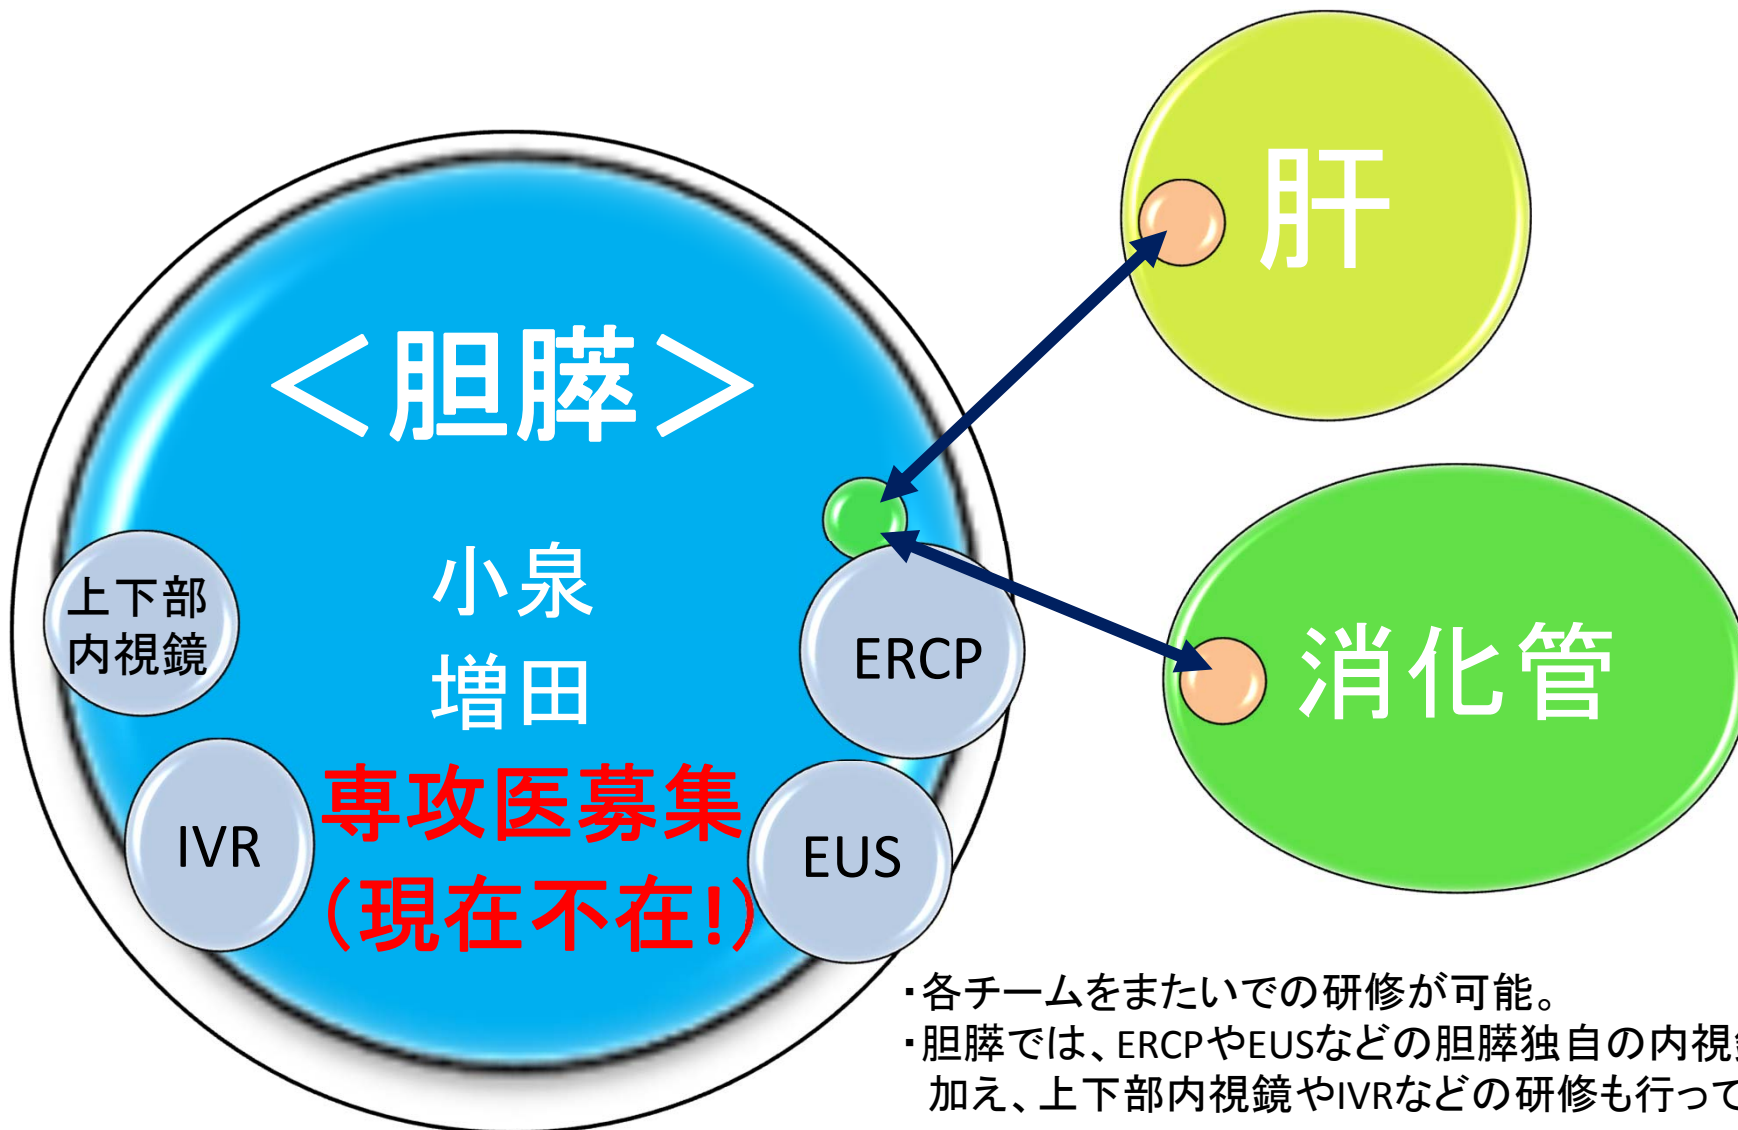 肝
＜胆膵＞
小泉
増田
専攻医募集
（現在不在！）
上下部
内視鏡
IVR
ERCP
EUS
消化管
・各チームをまたいでの研修が可能。
・胆膵では、ERCPやEUSなどの胆膵独自の内視
加え、上下部内視鏡やIVRなどの研修も行って